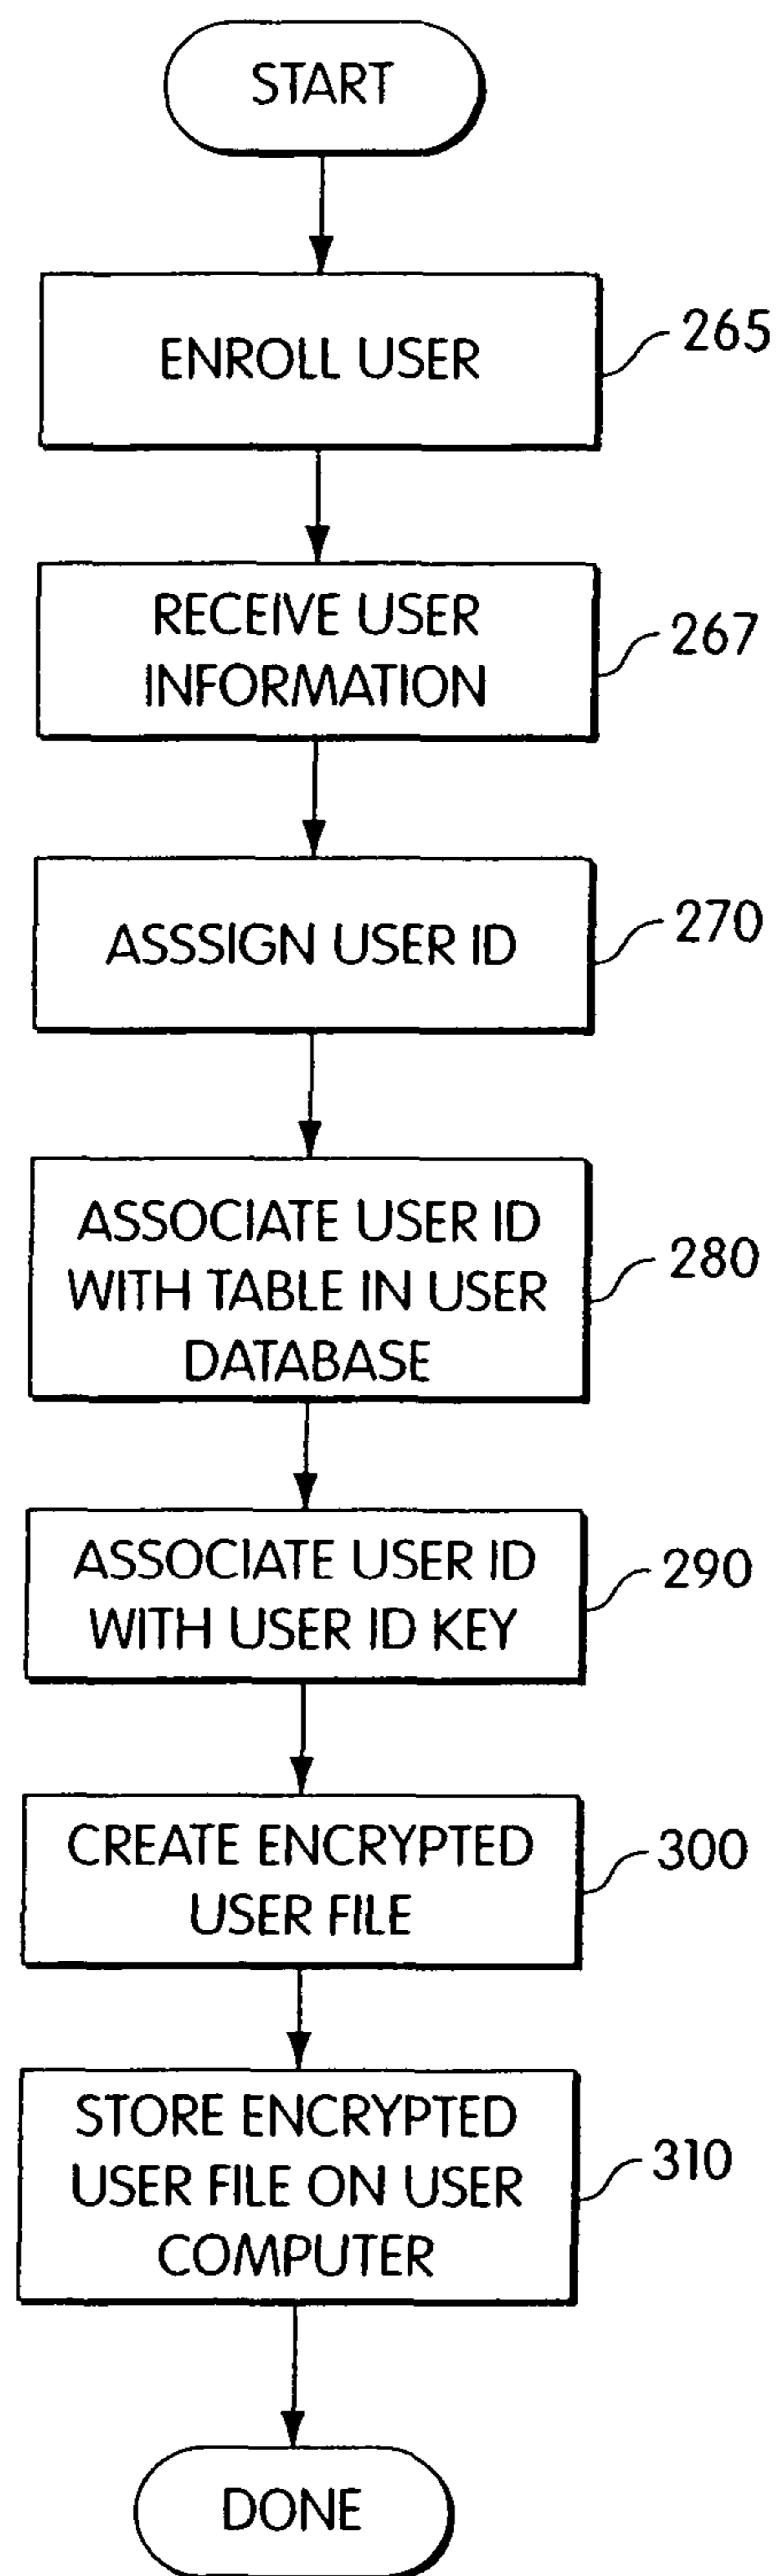 START
ENROLL USER
265
RECEIVE USER
INFORMATION
267
ASSSIGN USER ID
270
ASSOCIATE USER ID
WITH TABLE IN USER
DATABASE
280
ASSOCIATE USER ID
WITH USER ID KEY
290
CREATE ENCRYPTED
USER FILE
300
STORE ENCRYPTED
USER FILE ON USER
COMPUTER
310
DONE